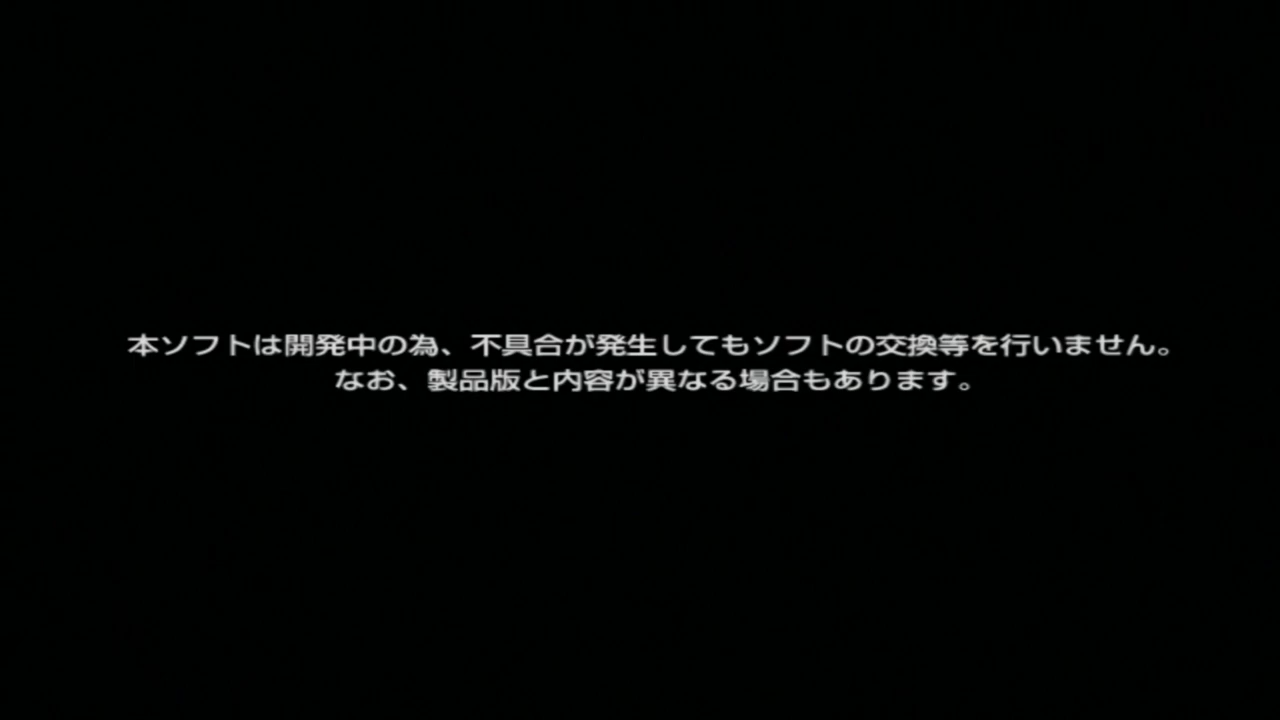 本ソフトは開発中の為、不具合が発生してもソフトの交換等を行いません。
なお、製品版と内容が異なる場合もあります。